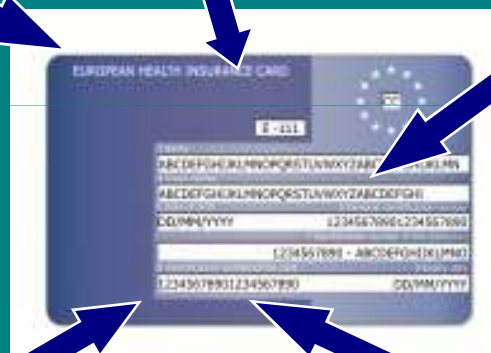 EUROPEAN HEALTH INSURANCE CARD
CC
E -111
ABCDEFGHIJKLMNOPQRSTUVWXYZABCDEFGHIJKLMN
ABCDEFGHIJKLMNOPQRSTUVWXYZABCDEFGHI
DD/MM/YYYY 12345678901234567890
1234567890 - ABCDEFGHIJKLMNO
12345678901234567890 DD/MM/YYYY